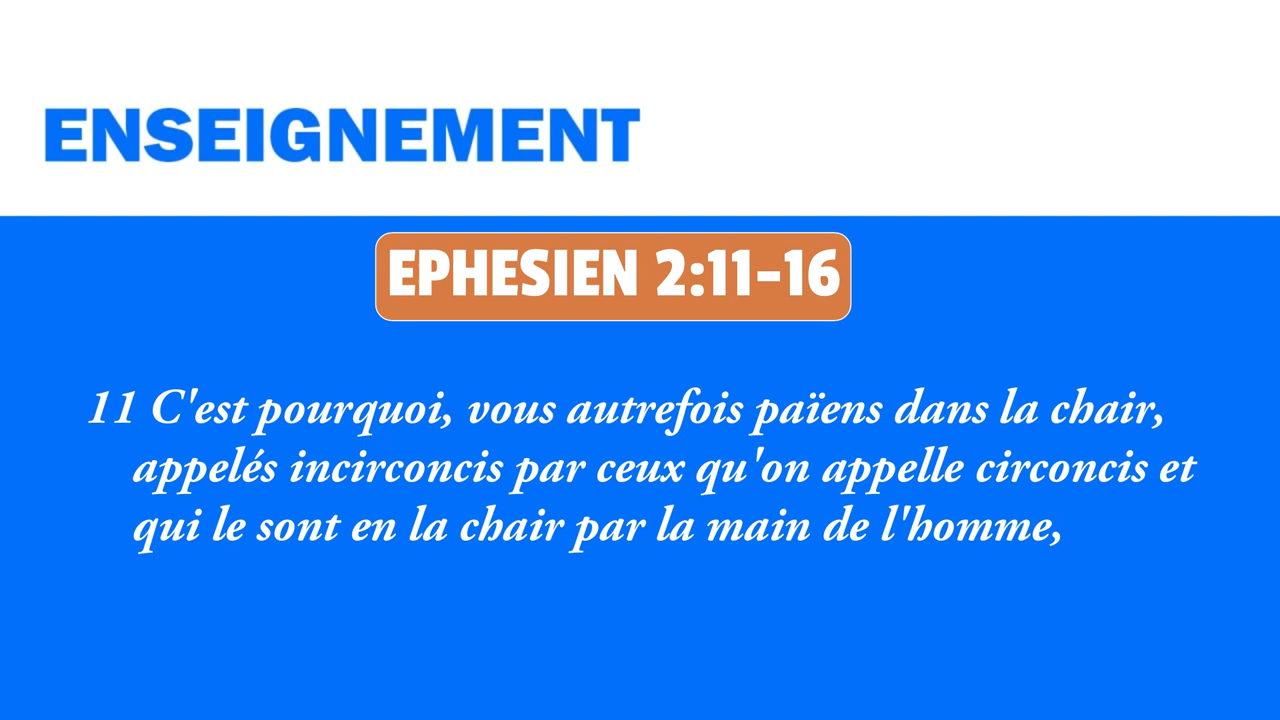 ENSEIGNEMENT
EPHESIEN 2:11-16
11 C'est pourquoi, vous autrefois païens dans la chair,
appelés incirconcis par ceux qu'on appelle circoncis et
qui le sont en la chair par la main de l'homme,